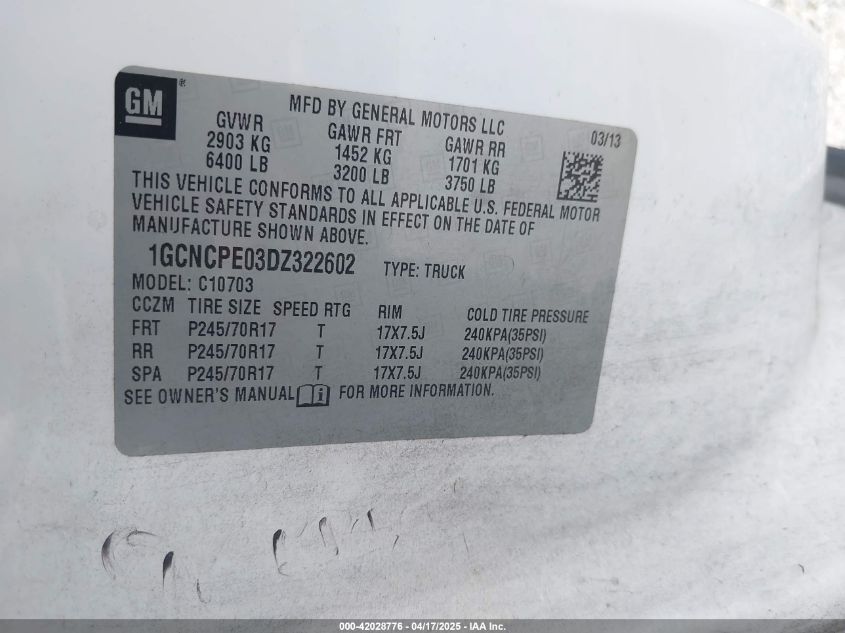 GM
MFD BY GENERAL MOTORS LLC
03/13
GVWR GAWR FRT GAWR RR
2903 KG 1452 KG 1701 KG
6400 LB 3200 LB 3750 LB
THIS VEHICLE CONFORMS TO ALL APPLICABLE U.S. FEDERAL MOTOR
VEHICLE SAFETY STANDARDS IN EFFECT ON THE DATE OF
MANUFACTURE SHOWN ABOVE.
1GCNCPE03DZ322602 TYPE: TRUCK
MODEL: C10703
CCZM TIRE SIZE SPEED RTG RIM COLD TIRE PRESSURE
FRT P245/70R17 T 17X7.5J 240KPA(35PSI)
RR P245/70R17 T 17X7.5J 240KPA(35PSI)
SPA P245/70R17 T 17X7.5J 240KPA(35PSI)
SEE OWNER'S MANUAL i FOR MORE INFORMATION.
000-42028776 - 04/17/2025 - IAA Inc.